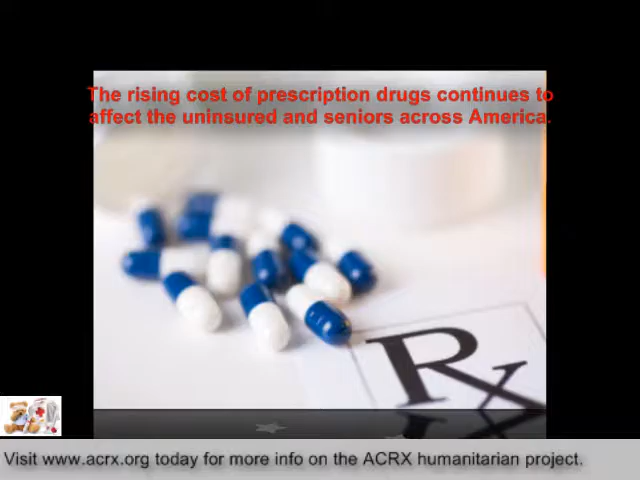 The rising cost of prescription drugs continues to
affect the uninsured and seniors across America.
Rx
Visit www.acrx.org today for more info on the ACRX humanitarian project.